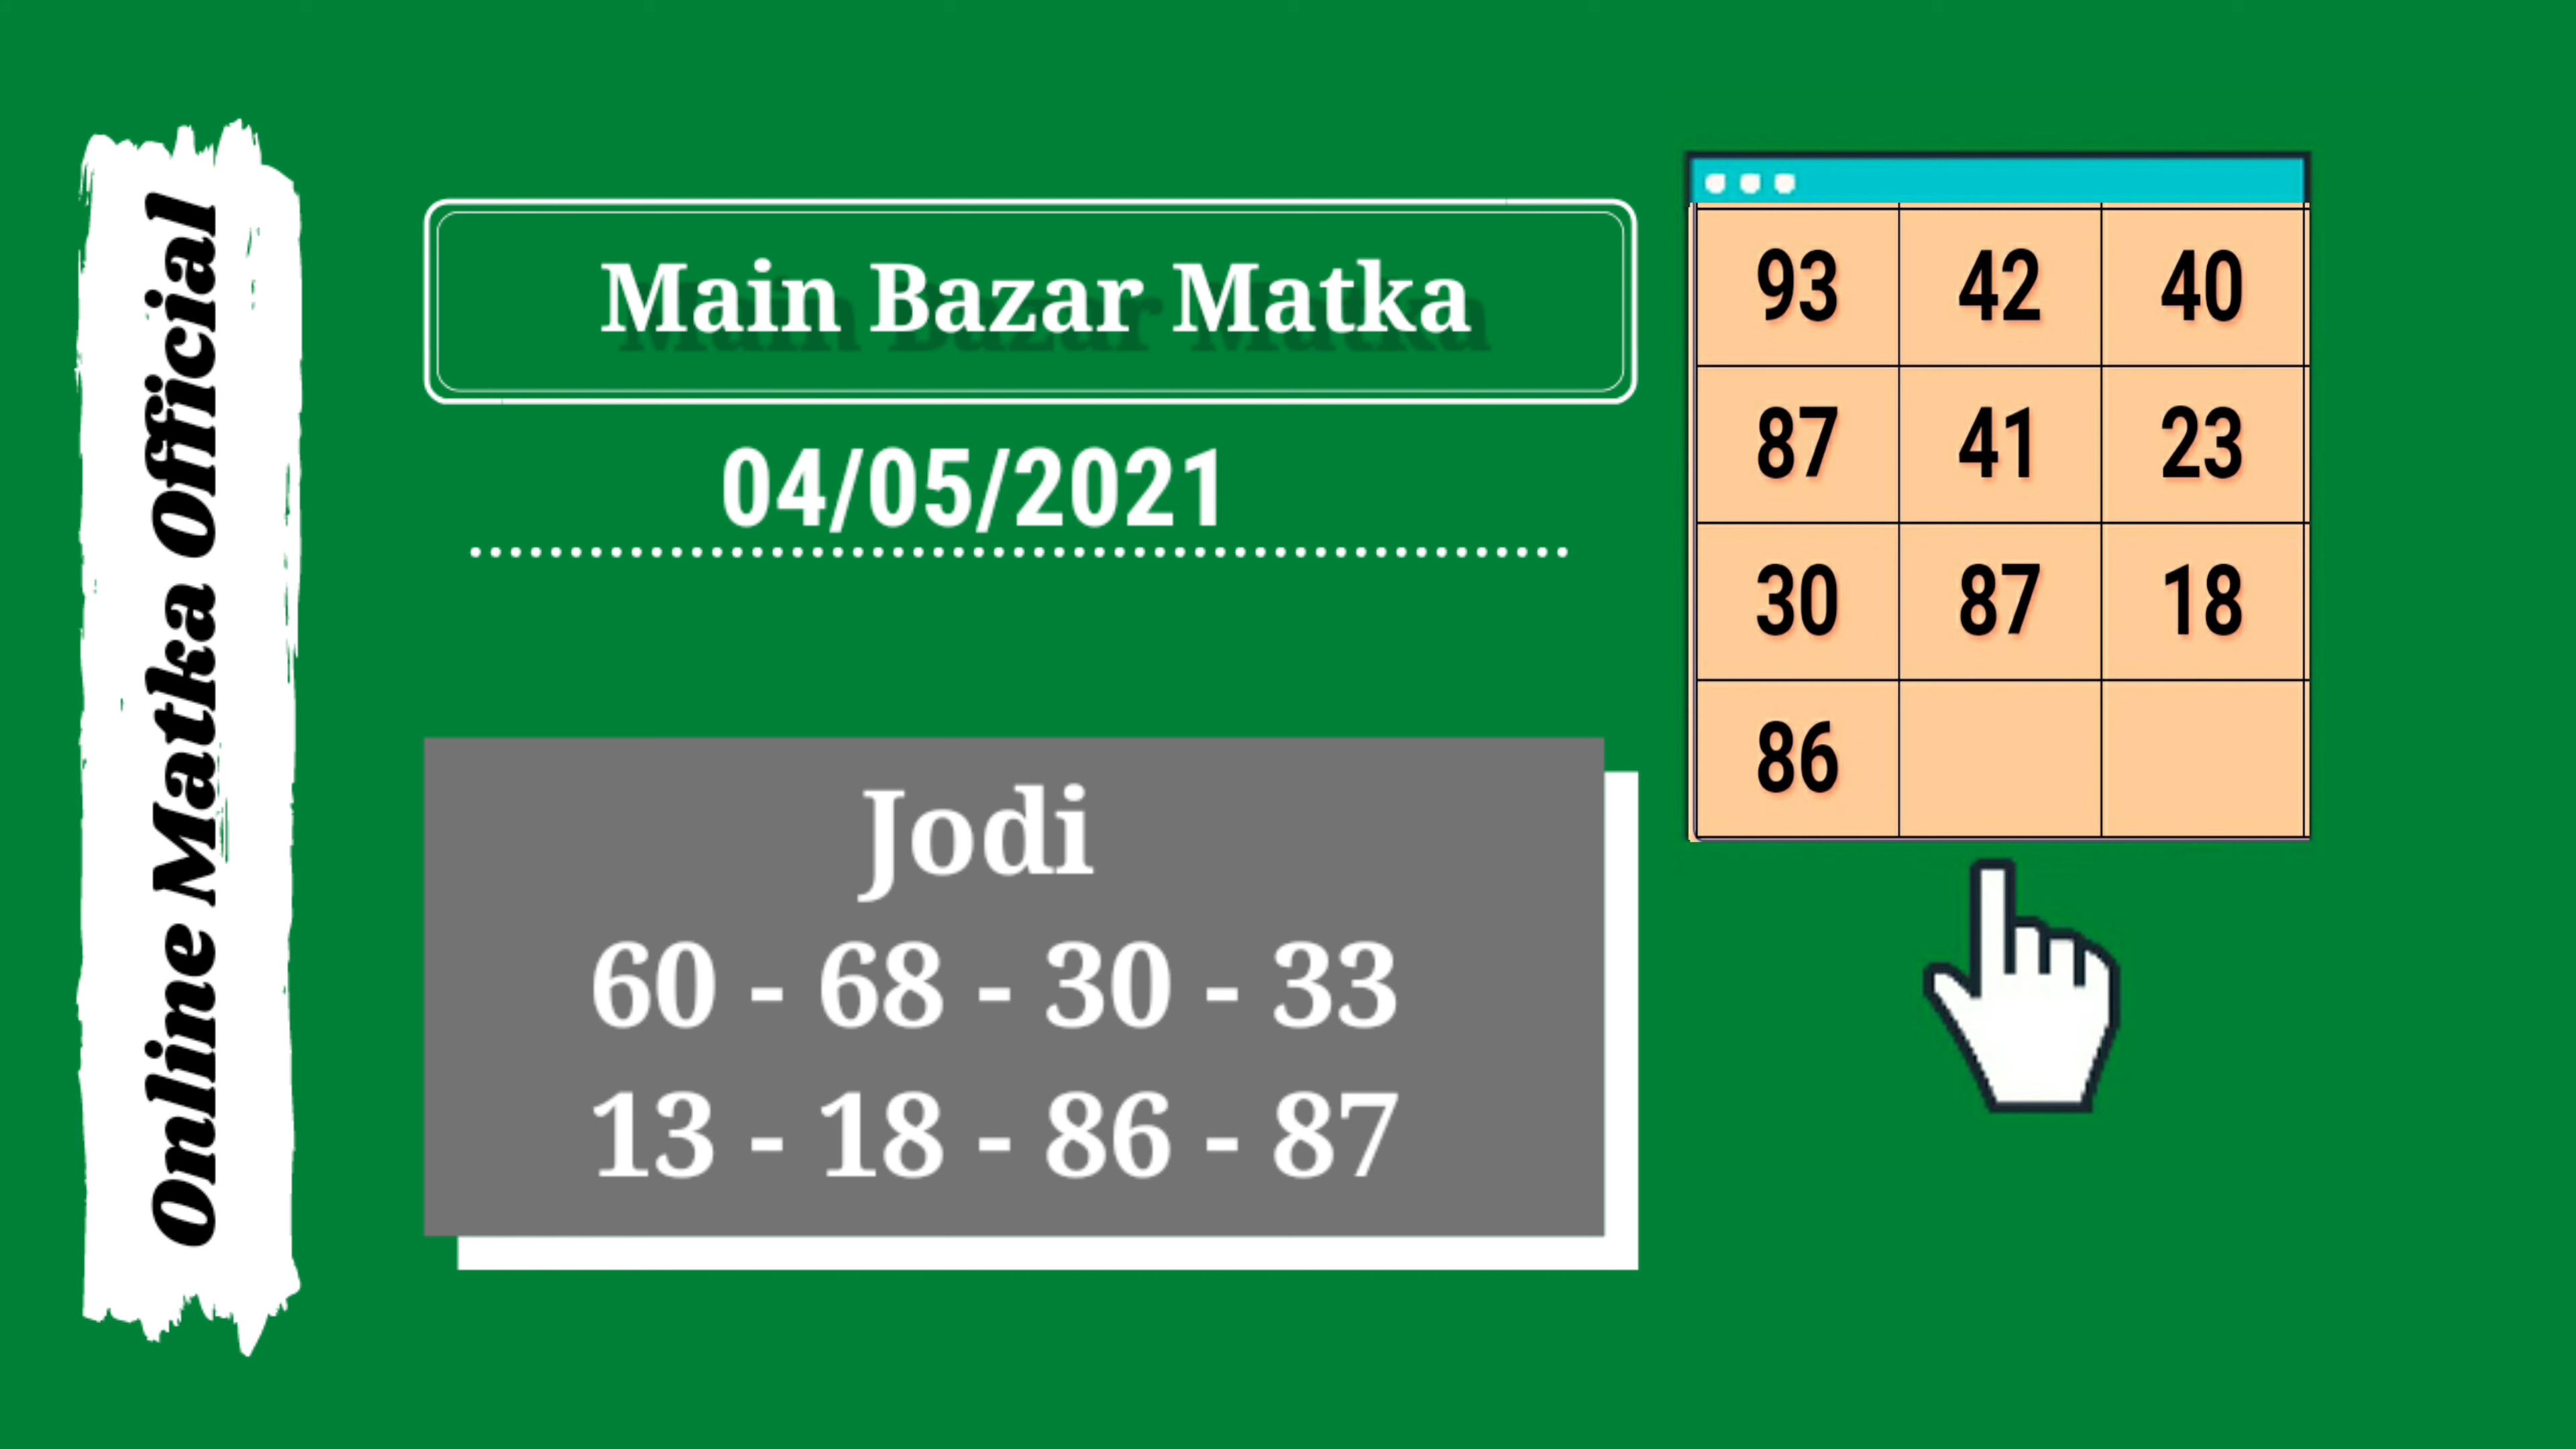 Online Matka Official
Main Bazar Matka
04/05/2021
Jodi
60 - 68 - 30 - 33
13 - 18 - 86 - 87
93 42 40
87 41 23
30 87 18
86